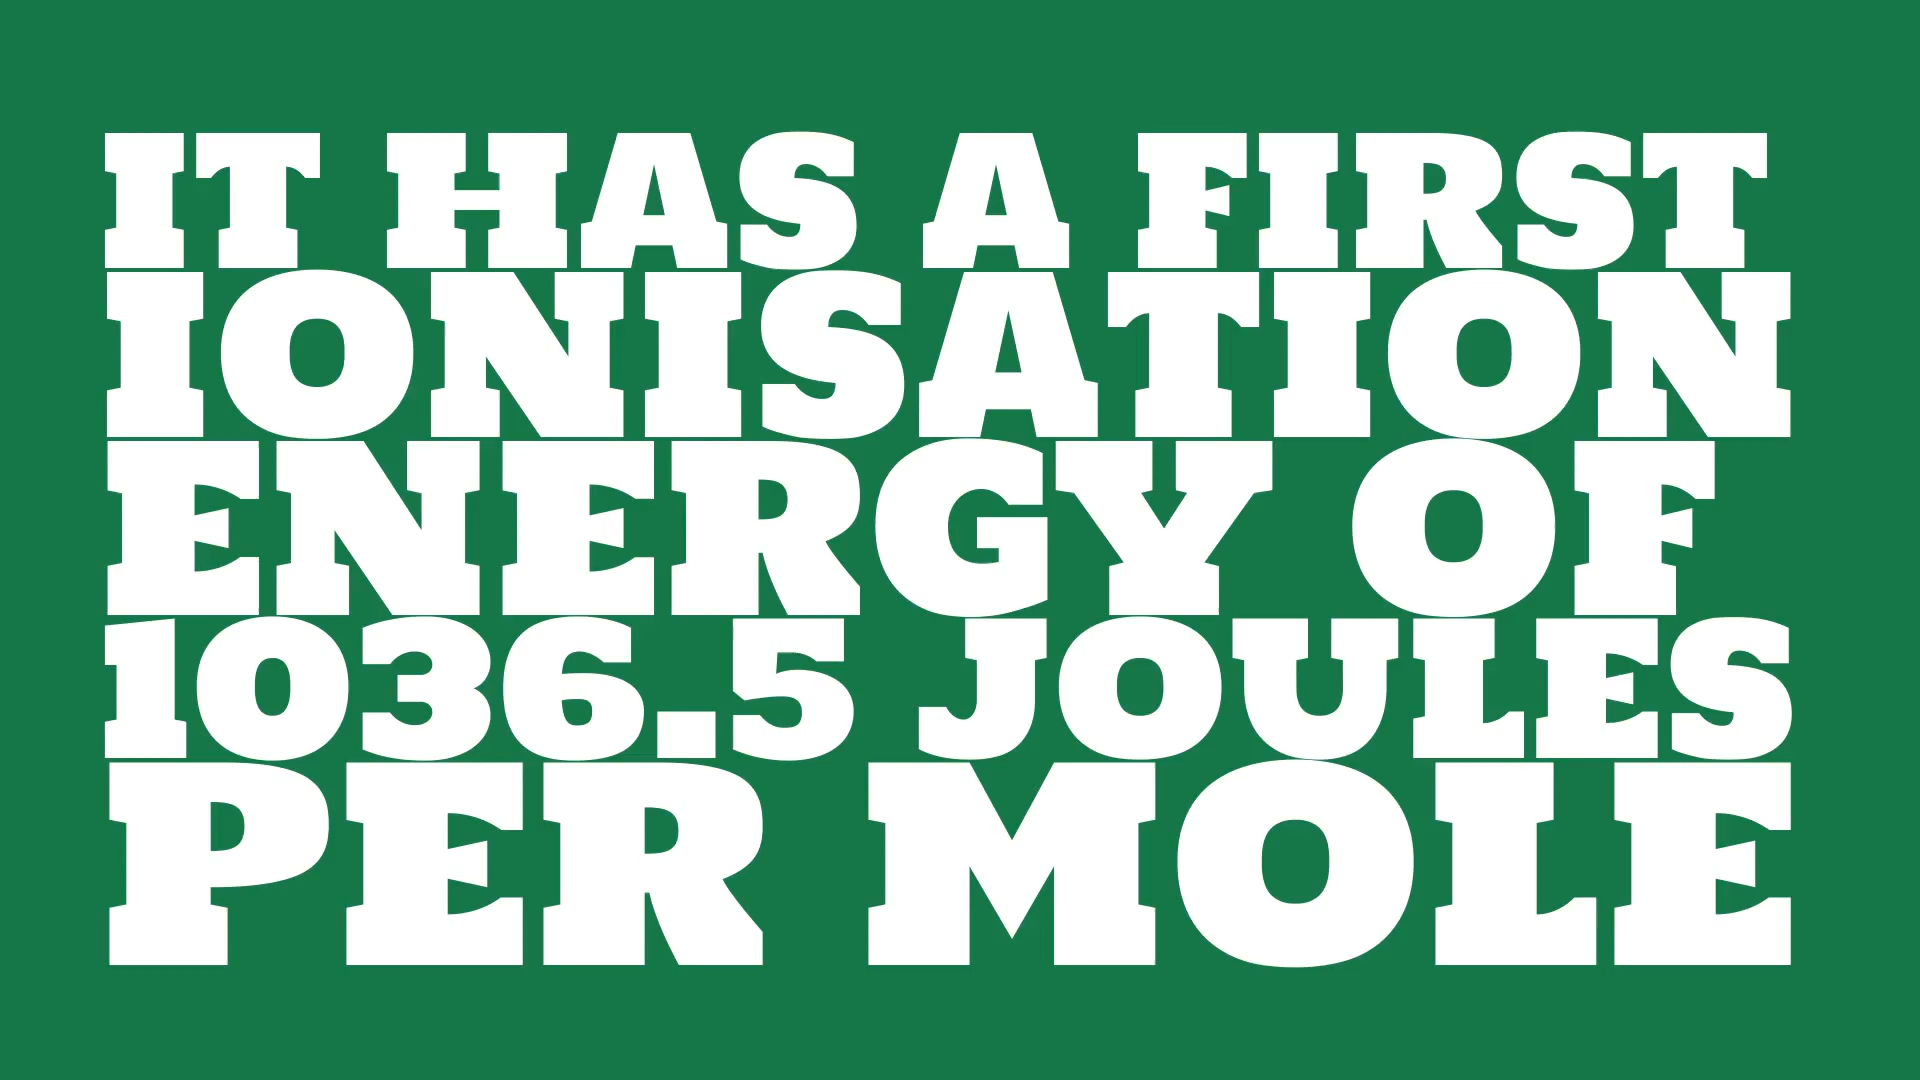 IT HAS A FIRST
IONISATION
ENERGY OF
1036.5 JOULES
PER MOLE